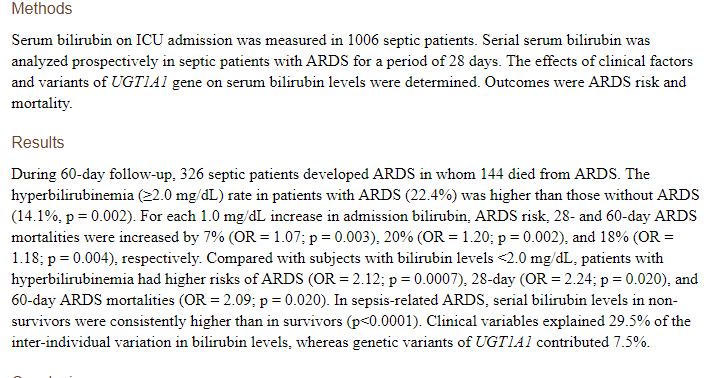 Methods
Serum bilirubin on ICU admission was measured in 1006 septic patients. Serial serum bilirubin was
analyzed prospectively in septic patients with ARDS for a period of 28 days. The effects of clinical factors
and variants of UGT1A1 gene on serum bilirubin levels were determined. Outcomes were ARDS risk and
mortality.
Results
During 60-day follow-up, 326 septic patients developed ARDS in whom 144 died from ARDS. The
hyperbilirubinemia (≥2.0 mg/dL) rate in patients with ARDS (22.4%) was higher than those without ARDS
(14.1%, p = 0.002). For each 1.0 mg/dL increase in admission bilirubin, ARDS risk, 28- and 60-day ARDS
mortalities were increased by 7% (OR = 1.07; p = 0.003), 20% (OR = 1.20; p = 0.002), and 18% (OR =
1.18; p = 0.004), respectively. Compared with subjects with bilirubin levels <2.0 mg/dL, patients with
hyperbilirubinemia had higher risks of ARDS (OR = 2.12; p = 0.0007), 28-day (OR = 2.24; p = 0.020), and
60-day ARDS mortalities (OR = 2.09; p = 0.020). In sepsis-related ARDS, serial bilirubin levels in non-
survivors were consistently higher than in survivors (p<0.0001). Clinical variables explained 29.5% of the
inter-individual variation in bilirubin levels, whereas genetic variants of UGT1A1 contributed 7.5%.